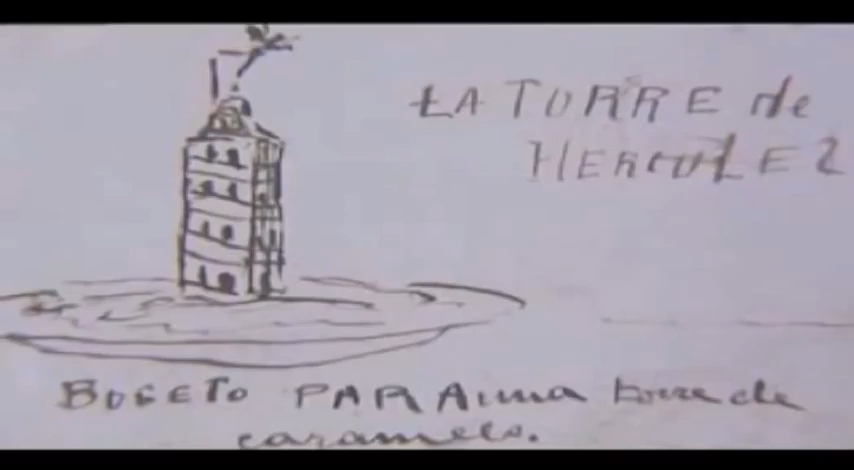 LA TORRE de
HERCULEZ
BOCETO PARA una torre de
caramelo.